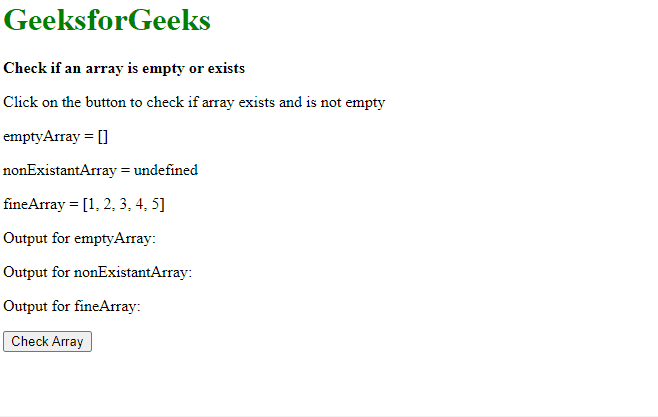 GeeksforGeeks
Check if an array is empty or exists
Click on the button to check if array exists and is not empty
emptyArray = []
nonExistantArray = undefined
fineArray = [1, 2, 3, 4, 5]
Output for emptyArray:
Output for nonExistantArray:
Output for fineArray:
Check Array